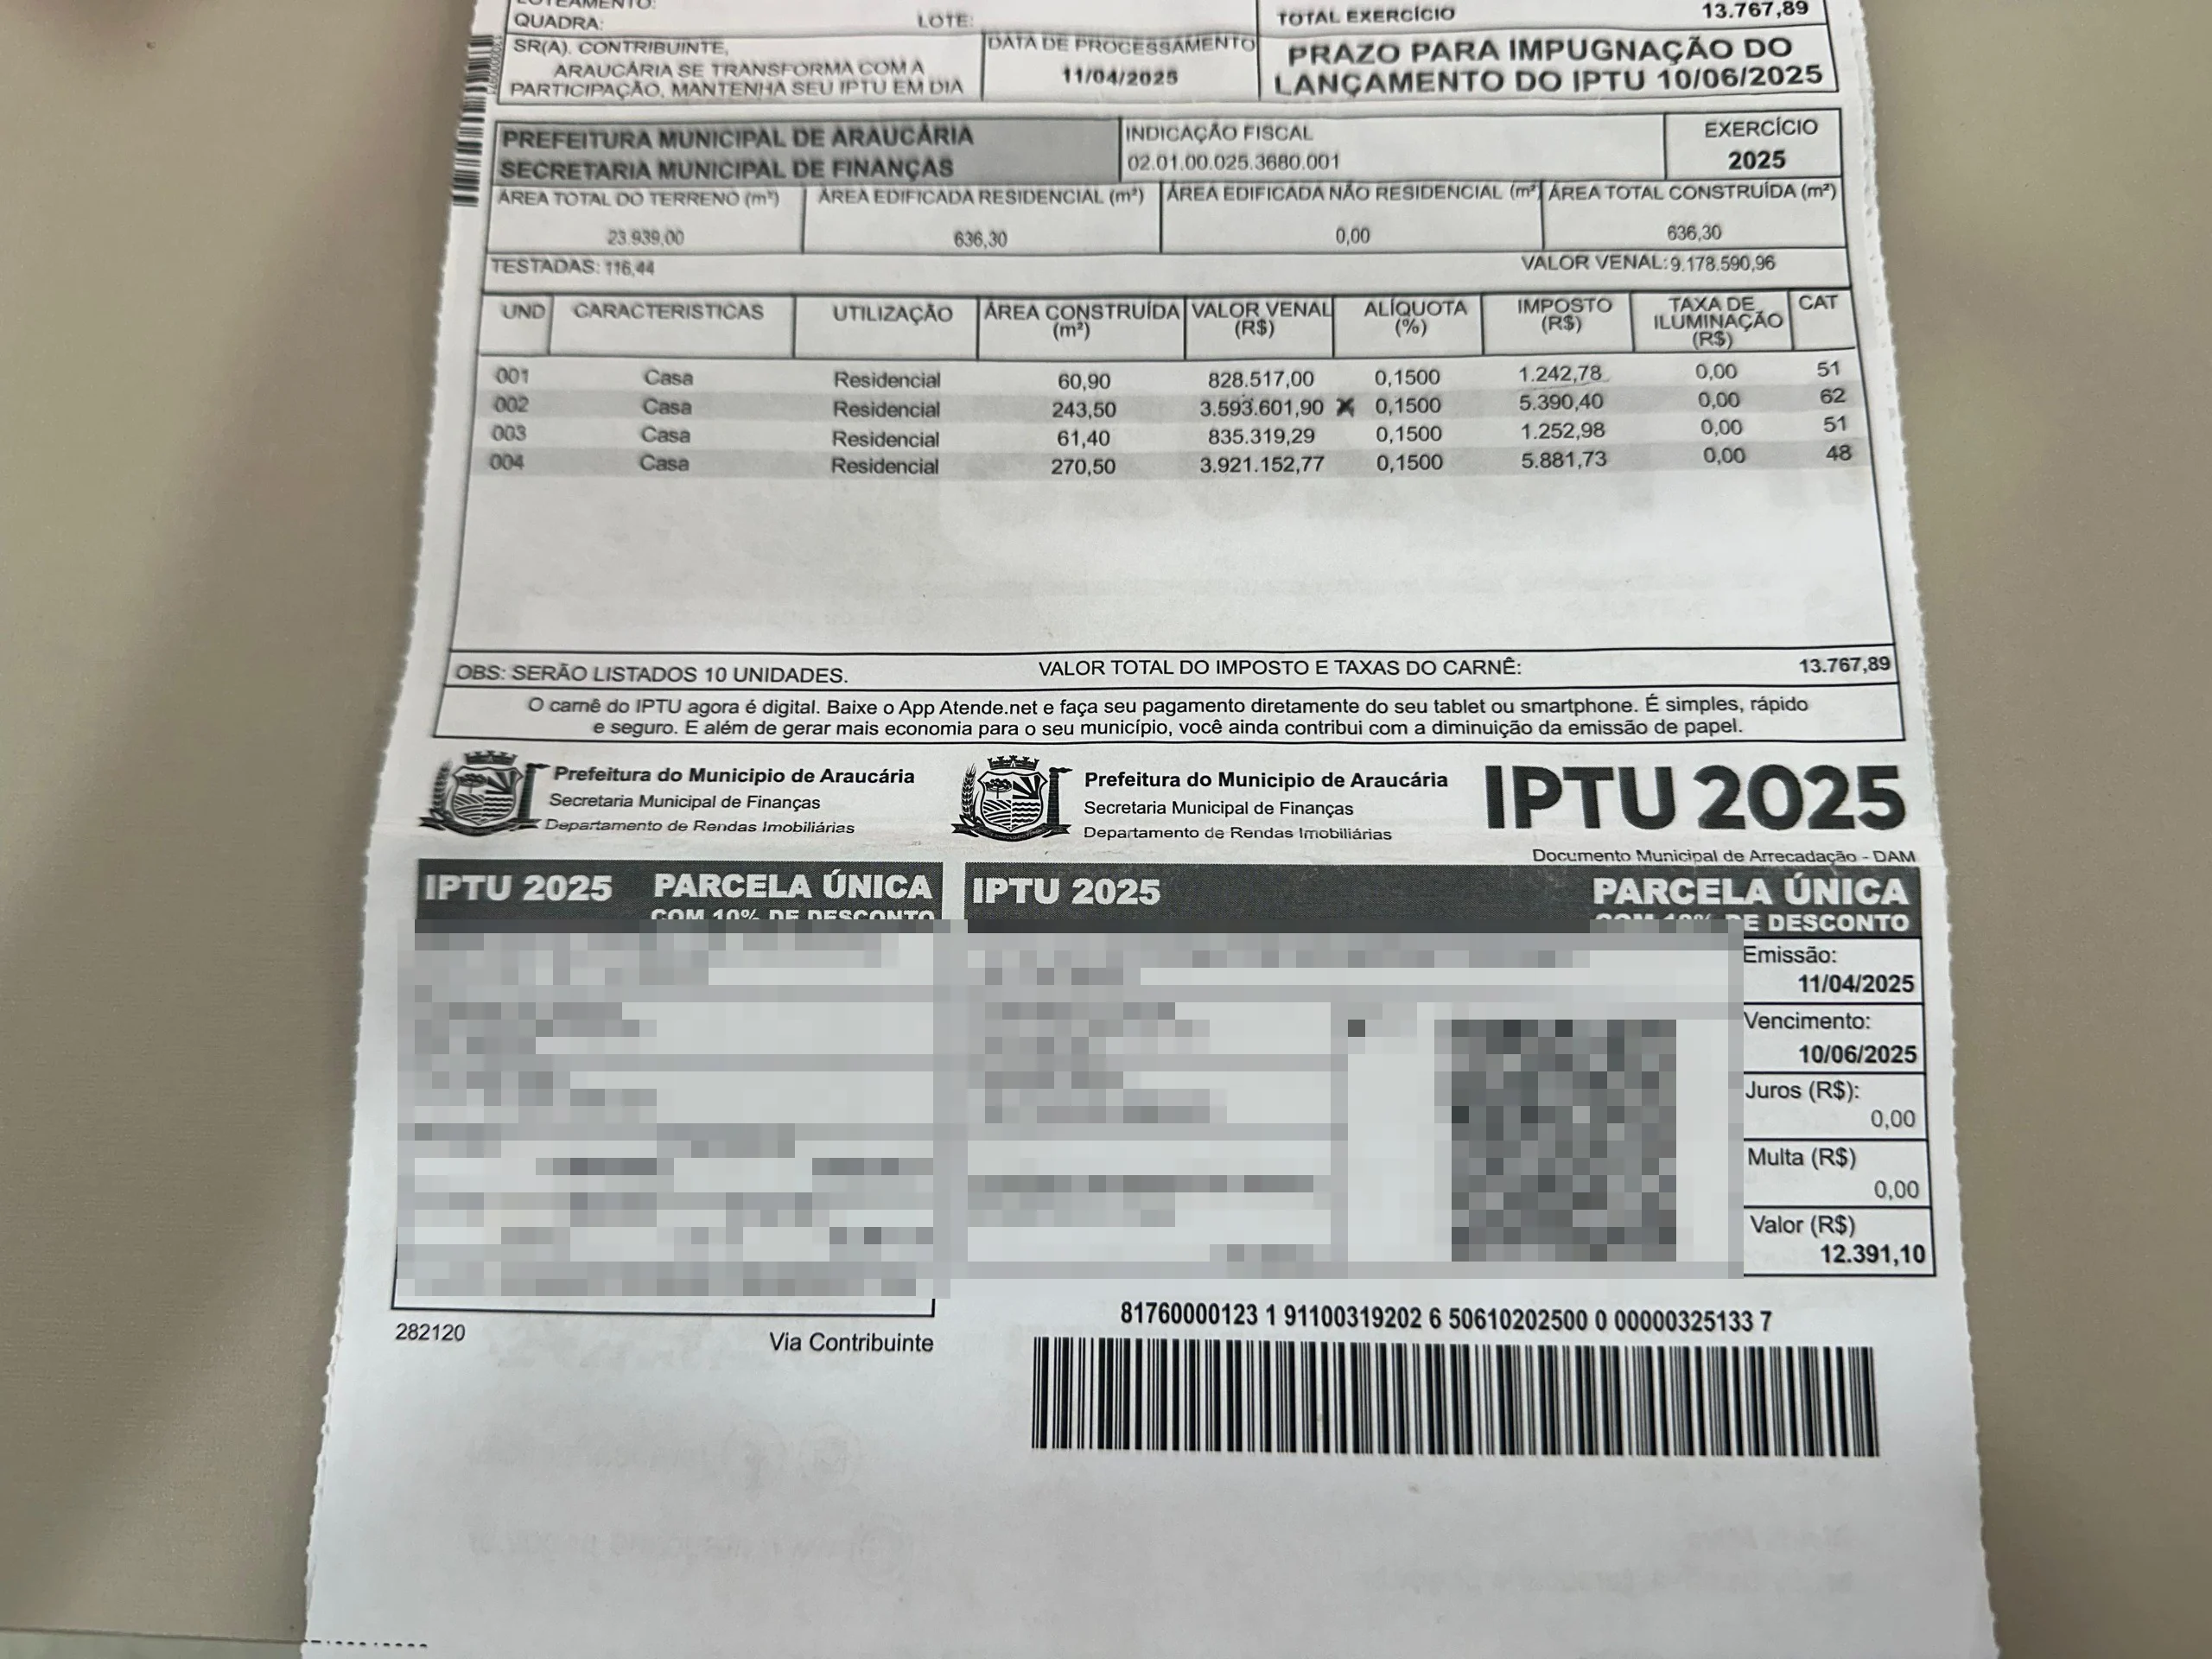 QUADRA: LOTE: TOTAL EXERCÍCIO 13.767,89
SR(A). CONTRIBUINTE,
ARAUCÁRIA SE TRANSFORMA COM A
PARTICIPAÇÃO, MANTENHA SEU IPTU EM DIA
DATA DE PROCESSAMENTO
11/04/2025
PRAZO PARA IMPUGNAÇÃO DO
LANÇAMENTO DO IPTU 10/06/2025
PREFEITURA MUNICIPAL DE ARAUCÁRIA
SECRETARIA MUNICIPAL DE FINANÇAS
INDICAÇÃO FISCAL
02.01.00.025.3680.001
EXERCÍCIO
2025
ÁREA TOTAL DO TERRENO (m²) ÁREA EDIFICADA RESIDENCIAL (m²) ÁREA EDIFICADA NÃO RESIDENCIAL (m²) ÁREA TOTAL CONSTRUÍDA (m²)
23.939,00 636,30 0,00 636,30
TESTADAS: 116,44 VALOR VENAL: 9.178.590,96
UND CARACTERISTICAS UTILIZAÇÃO ÁREA CONSTRUÍDA (m²) VALOR VENAL (R$) ALÍQUOTA (%) IMPOSTO (R$) TAXA DE ILUMINAÇÃO (R$) CAT
001 Casa Residencial 60,90 828.517,00 0,1500 1.242,78 0,00 51
002 Casa Residencial 243,50 3.593.601,90 x 0,1500 5.390,40 0,00 62
003 Casa Residencial 61,40 835.319,29 0,1500 1.252,98 0,00 51
004 Casa Residencial 270,50 3.921.152,77 0,1500 5.881,73 0,00 48
OBS: SERÃO LISTADOS 10 UNIDADES. VALOR TOTAL DO IMPOSTO E TAXAS DO CARNÊ: 13.767,89
O carnê do IPTU agora é digital. Baixe o App Atende.net e faça seu pagamento diretamente do seu tablet ou smartphone. É simples, rápido
e seguro. E além de gerar mais economia para o seu município, você ainda contribui com a diminuição da emissão de papel.
Prefeitura do Municipio de Araucária
Secretaria Municipal de Finanças
Departamento de Rendas Imobiliárias
Prefeitura do Municipio de Araucária
Secretaria Municipal de Finanças
Departamento de Rendas Imobiliárias
IPTU 2025
Documento Municipal de Arrecadação - DAM
IPTU 2025 PARCELA ÚNICA
COM 10% DE DESCONTO
IPTU 2025 PARCELA ÚNICA
COM 10% DE DESCONTO
Emissão:
11/04/2025
Vencimento:
10/06/2025
Juros (R$):
0,00
Multa (R$)
0,00
Valor (R$)
12.391,10
282120 Via Contribuinte
81760000123 1 91100319202 6 50610202500 0 00000325133 7